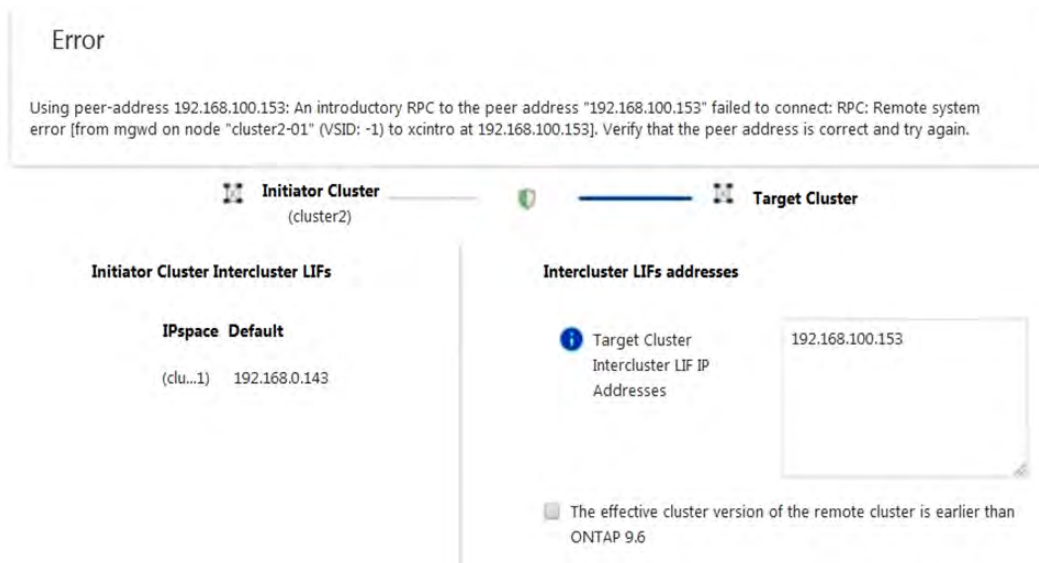 Error
Using peer-address 192.168.100.153: An introductory RPC to the peer address "192.168.100.153" failed to connect: RPC: Remote system
error [from mgwd on node "cluster2-01" (VSID: -1) to xcintro at 192.168.100.153]. Verify that the peer address is correct and try again.
Initiator Cluster
(cluster2)
Target Cluster
Initiator Cluster Intercluster LIFs
IPspace Default
(clu...1) 192.168.0.143
Intercluster LIFs addresses
Target Cluster
Intercluster LIF IP
Addresses
192.168.100.153
The effective cluster version of the remote cluster is earlier than
ONTAP 9.6